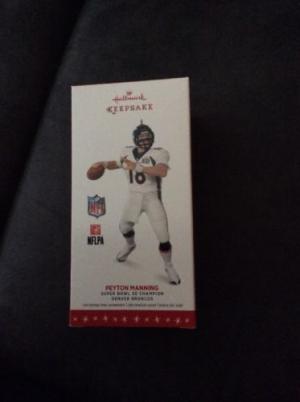 Hallmark
KEEPSAKE
18
NFL
NFLPA
PEYTON MANNING
SUPER BOWL 50 CHAMPION
DENVER BRONCOS